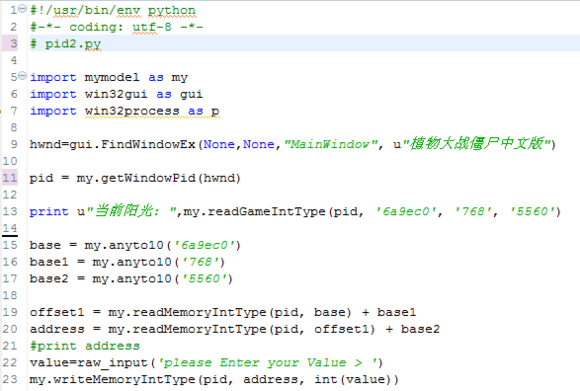 1 #!/usr/bin/env python
2 #-*- coding: utf-8 -*-
3 # pid2.py
4
5 import mymodel as my
6 import win32gui as gui
7 import win32process as p
8
9 hwnd=gui.FindWindowEx(None,None,"MainWindow", u"植物大战僵尸中文版")
10
11 pid = my.getWindowPid(hwnd)
12
13 print u"当前阳光: ",my.readGameIntType(pid, '6a9ec0', '768', '5560')
14
15 base = my.anyto10('6a9ec0')
16 base1 = my.anyto10('768')
17 base2 = my.anyto10('5560')
18
19 offset1 = my.readMemoryIntType(pid, base) + base1
20 address = my.readMemoryIntType(pid, offset1) + base2
21 #print address
22 value=raw_input('please Enter your Value > ')
23 my.writeMemoryIntType(pid, address, int(value))